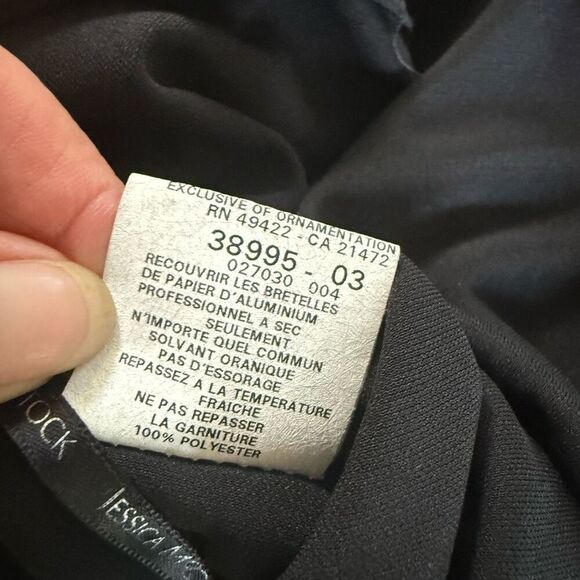 EXCLUSIVE OF ORNAMENTATION
RN 49422 - CA 21472
38995 - 03
027030 004
RECOUVRIR LES BRETELLES
DE PAPIER D'ALUMINIUM
PROFESSIONNEL A SEC
SEULEMENT
N'IMPORTE QUEL COMMUN
SOLVANT ORANIQUE
PAS D'ESSORAGE
REPASSEZ A LA TEMPERATURE
FRAICHE
NE PAS REPASSER
LA GARNITURE
100% POLYESTER
JESSICA